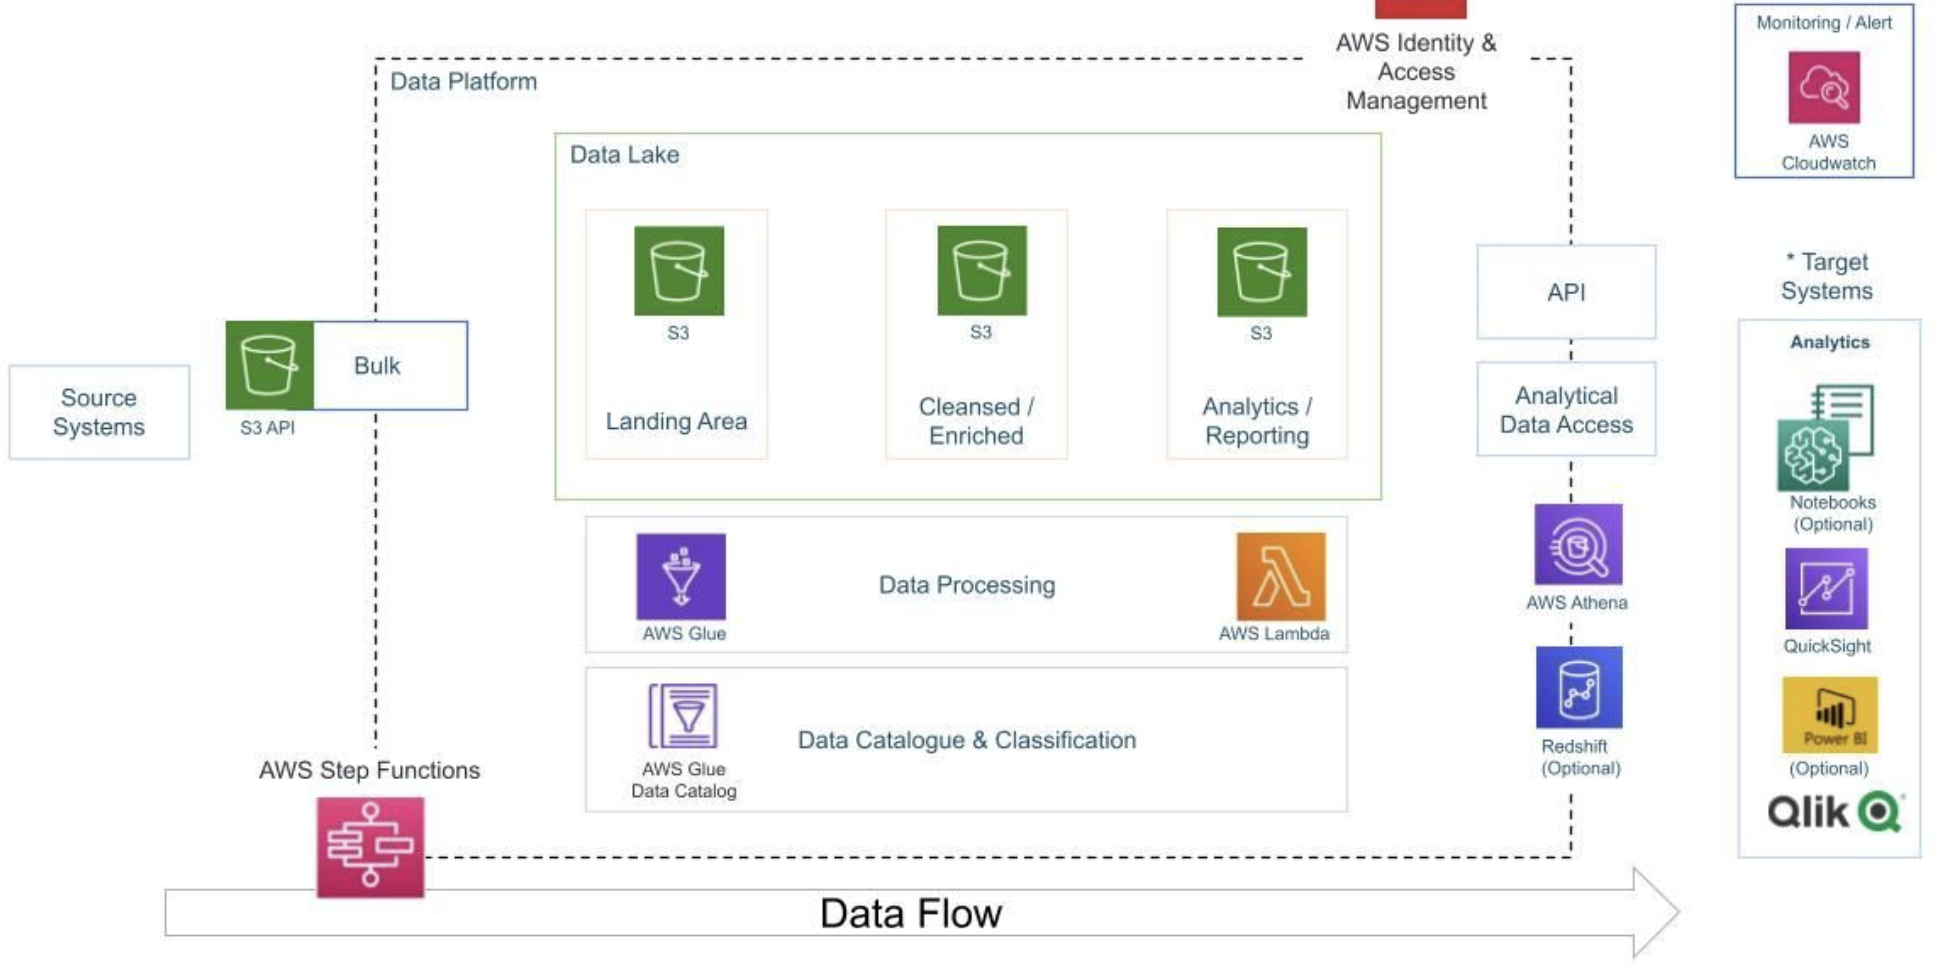 AWS Identity &
Access
Management
Monitoring / Alert
AWS
Cloudwatch
Data Platform
Data Lake
S3
Landing Area
S3
Cleansed /
Enriched
S3
Analytics /
Reporting
Source
Systems
S3 API
Bulk
API
Analytical
Data Access
AWS Glue
Data Processing
AWS Lambda
AWS Athena
AWS Glue
Data Catalog
Data Catalogue & Classification
Redshift
(Optional)
* Target
Systems
Analytics
Notebooks
(Optional)
QuickSight
Power BI
(Optional)
Qlik
AWS Step Functions
Data Flow